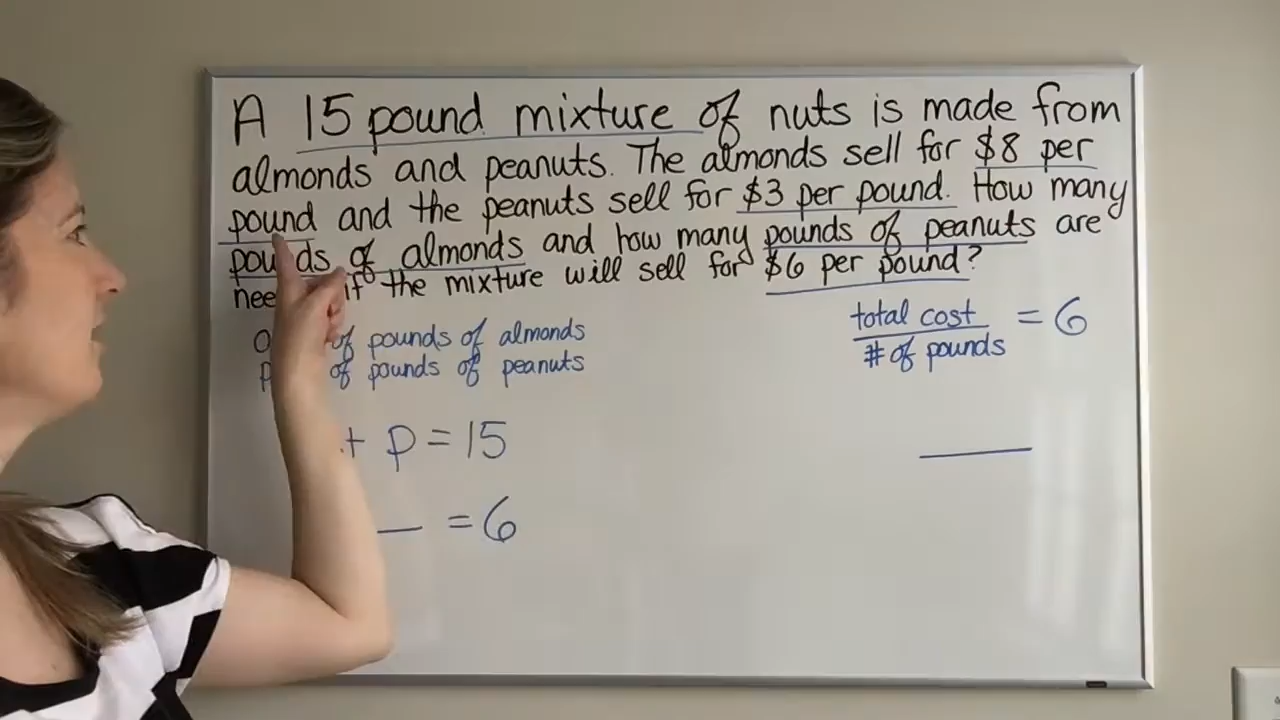 A 15 pound mixture of nuts is made from
almonds and peanuts. The almonds sell for $8 per
pound and the peanuts sell for $3 per pound. How many
pounds of almonds and how many pounds of peanuts are
if the mixture will sell for $6 per pound?
of pounds of almonds
of pounds of peanuts
total cost = 6
# of pounds
+ p = 15
= 6